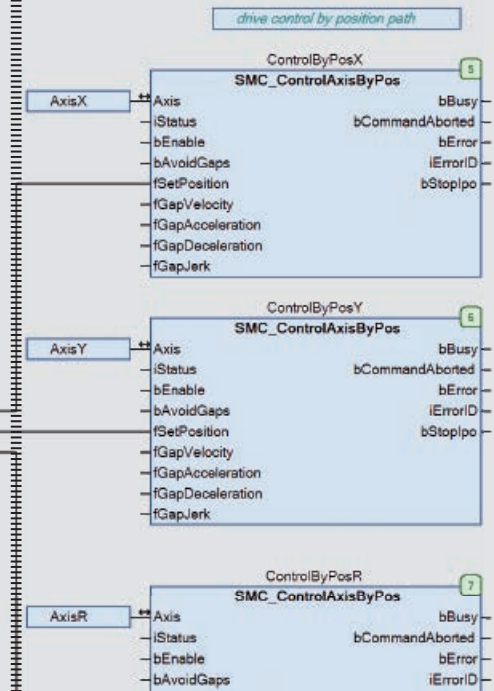 drive control by position path
ControlByPosX
5
SMC_ControlAxisByPos
AxisX
Axis
bBusy
iStatus
bCommandAborted
bEnable
bError
bAvoidGaps
iErrorID
fSetPosition
bStopIpo
fGapVelocity
fGapAcceleration
fGapDeceleration
fGapJerk
ControlByPosY
6
SMC_ControlAxisByPos
AxisY
Axis
bBusy
iStatus
bCommandAborted
bEnable
bError
bAvoidGaps
iErrorID
fSetPosition
bStopIpo
fGapVelocity
fGapAcceleration
fGapDeceleration
fGapJerk
ControlByPosR
7
SMC_ControlAxisByPos
AxisR
Axis
bBusy
iStatus
bCommandAborted
bEnable
bError
bAvoidGaps
iErrorID